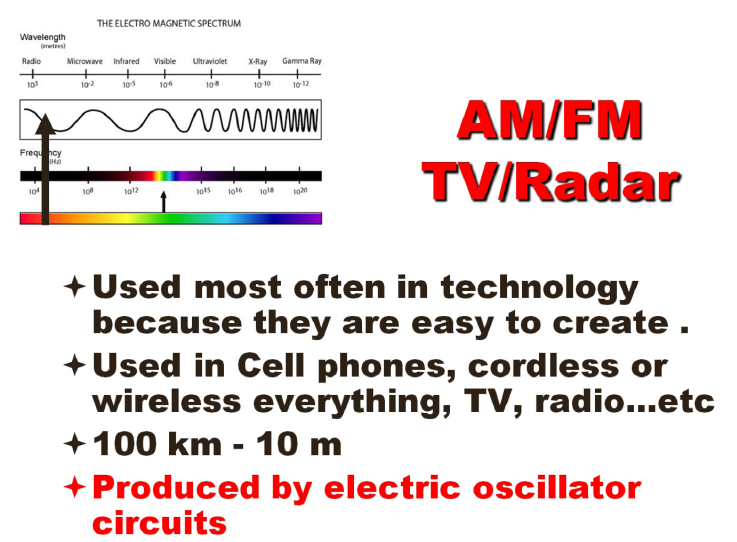 THE ELECTRO MAGNETIC SPECTRUM
Wavelength
(metres)
Radio Microwave Infrared Visible Ultraviolet X-Ray Gamma Ray
10³ 10⁻² 10⁻⁵ 10⁻⁶ 10⁻⁸ 10⁻¹⁰ 10⁻¹²
Frequency
(Hz)
10⁴ 10⁸ 10¹² 10¹⁵ 10¹⁶ 10¹⁸ 10²⁰
AM/FM
TV/Radar
Used most often in technology
because they are easy to create .
Used in Cell phones, cordless or
wireless everything, TV, radio...etc
100 km - 10 m
Produced by electric oscillator
circuits